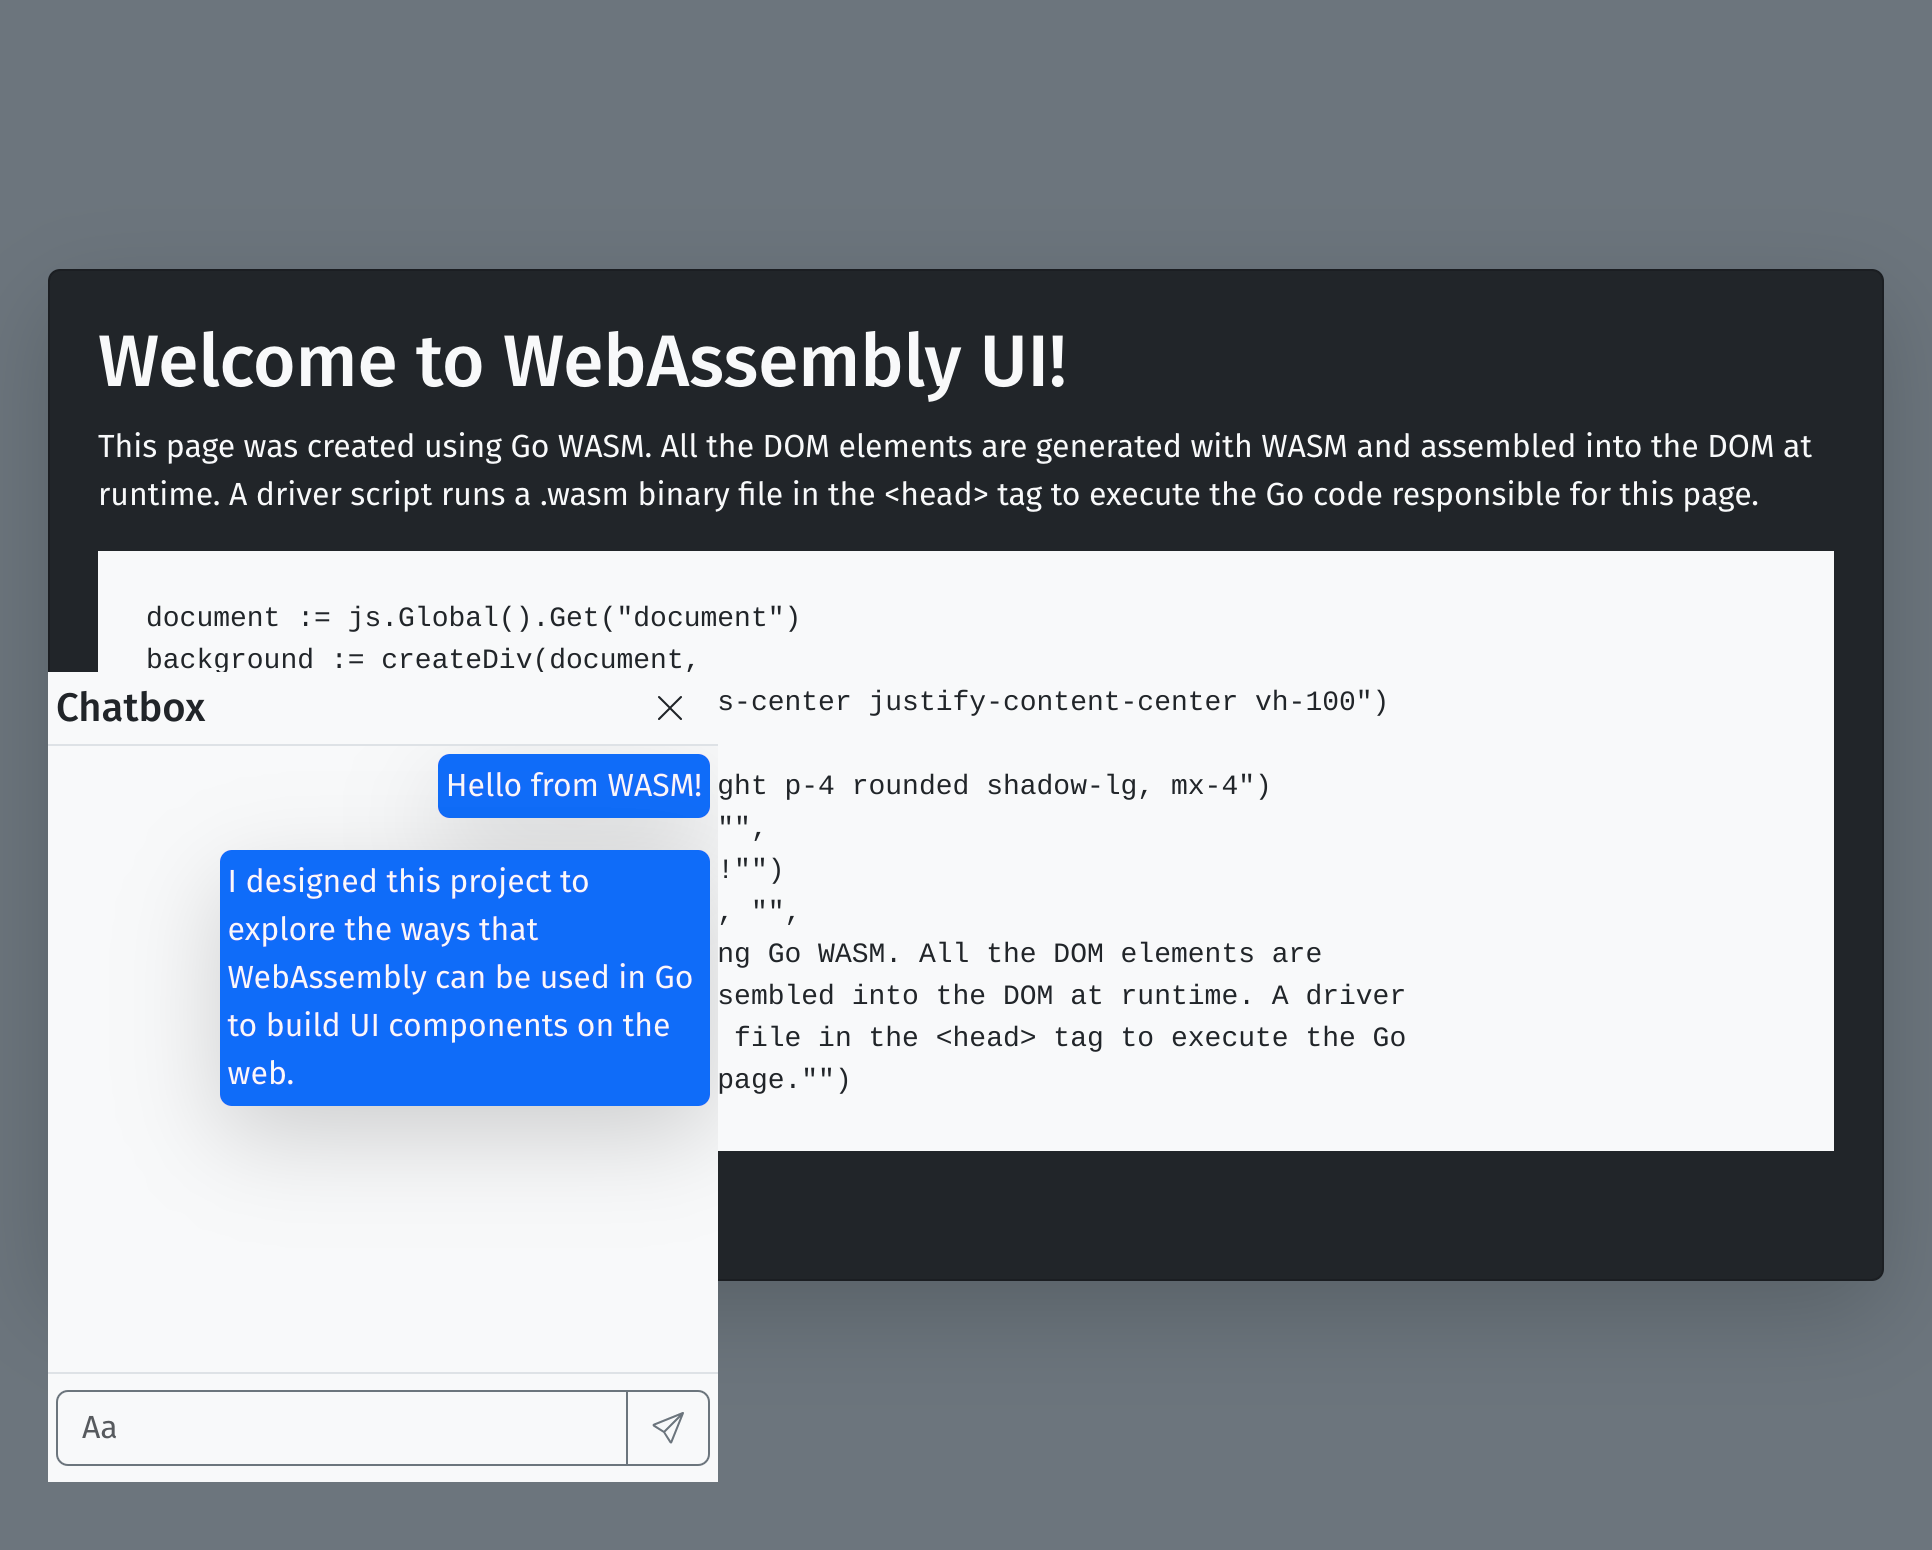 Welcome to WebAssembly UI!
This page was created using Go WASM. All the DOM elements are generated with WASM and assembled into the DOM at
runtime. A driver script runs a .wasm binary file in the <head> tag to execute the Go code responsible for this page.
document := js.Global().Get("document")
background := createDiv(document,
s-center justify-content-center vh-100")
ght p-4 rounded shadow-lg, mx-4")
"",
!"")
, "",
ng Go WASM. All the DOM elements are
sembled into the DOM at runtime. A driver
file in the <head> tag to execute the Go
page."")
Chatbox
Hello from WASM!
I designed this project to
explore the ways that
WebAssembly can be used in Go
to build UI components on the
web.
Aa